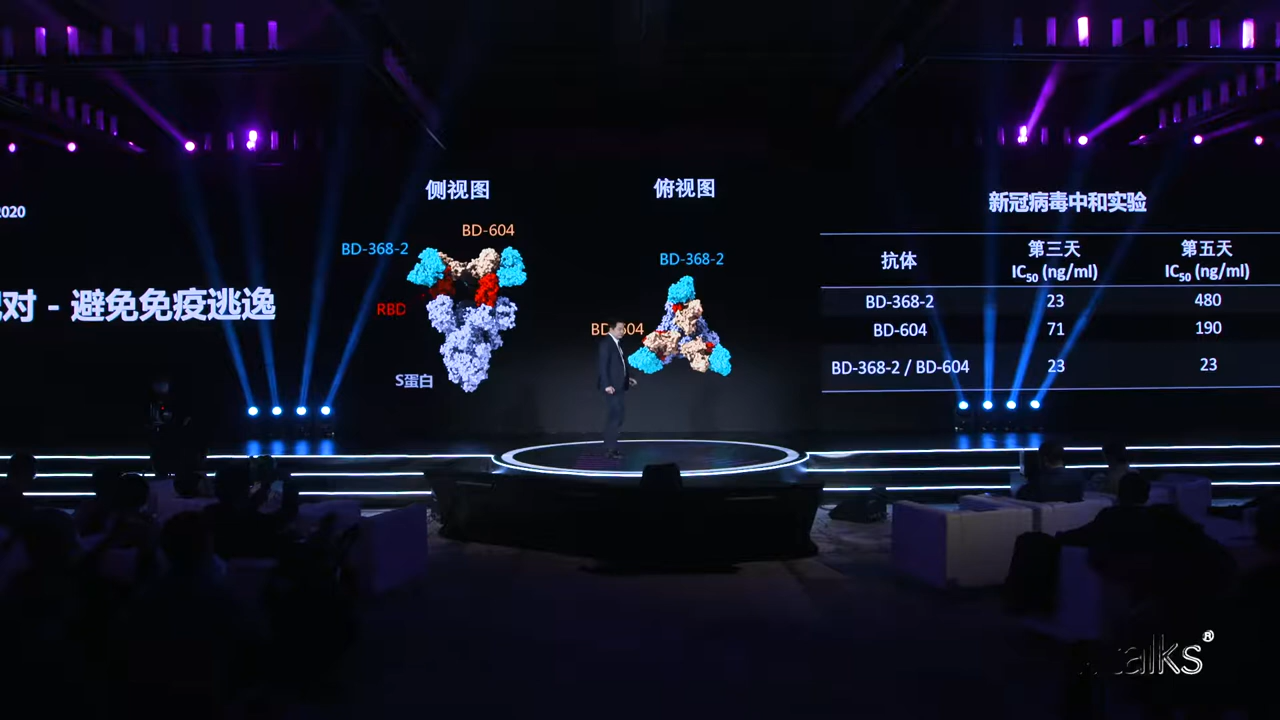 2020
对 - 避免免疫逃逸
侧视图
BD-604
BD-368-2
RBD
S蛋白
俯视图
BD-368-2
BD-604
新冠病毒中和实验
抗体 第三天 IC50 (ng/ml) 第五天 IC50 (ng/ml)
BD-368-2 23 480
BD-604 71 190
BD-368-2 / BD-604 23 23
talks®